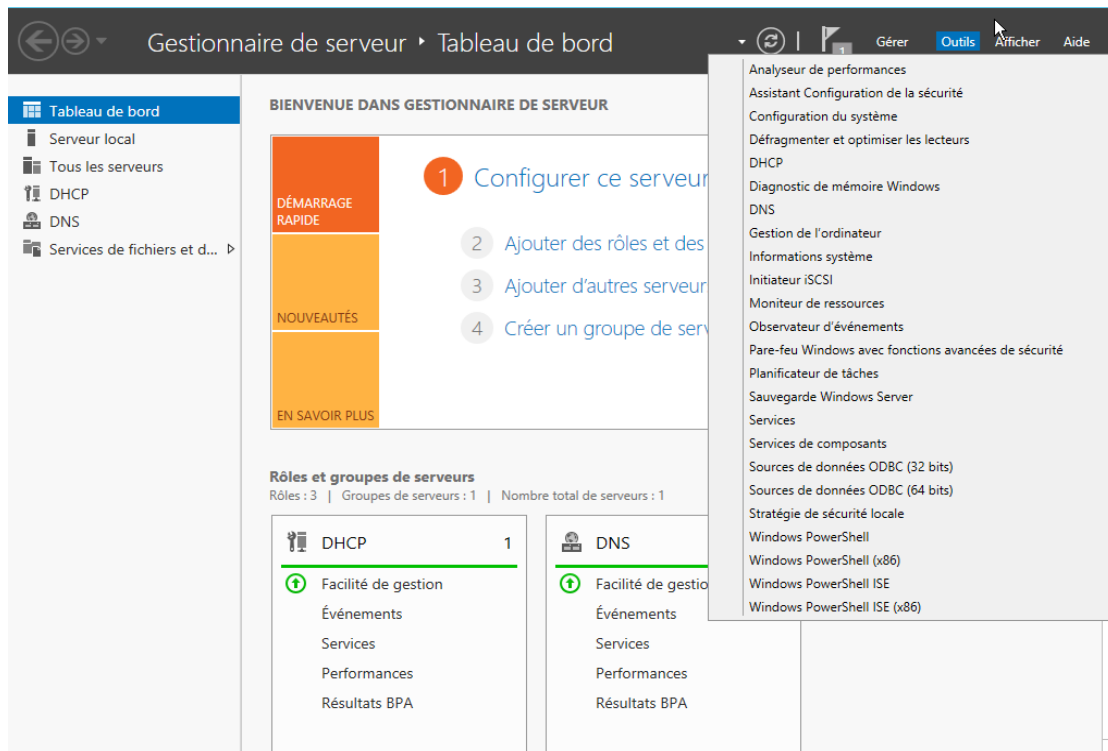 Gestionnaire de serveur ‣ Tableau de bord
1
Gérer
Outils
Afficher
Aide
Tableau de bord
Serveur local
Tous les serveurs
DHCP
DNS
Services de fichiers et d...
BIENVENUE DANS GESTIONNAIRE DE SERVEUR
DÉMARRAGE
RAPIDE
NOUVEAUTÉS
EN SAVOIR PLUS
1 Configurer ce serveur
2 Ajouter des rôles et des
3 Ajouter d'autres serveur
4 Créer un groupe de serv
Analyseur de performances
Assistant Configuration de la sécurité
Configuration du système
Défragmenter et optimiser les lecteurs
DHCP
Diagnostic de mémoire Windows
DNS
Gestion de l'ordinateur
Informations système
Initiateur iSCSI
Moniteur de ressources
Observateur d'événements
Pare-feu Windows avec fonctions avancées de sécurité
Planificateur de tâches
Sauvegarde Windows Server
Services
Services de composants
Sources de données ODBC (32 bits)
Sources de données ODBC (64 bits)
Stratégie de sécurité locale
Windows PowerShell
Windows PowerShell (x86)
Windows PowerShell ISE
Windows PowerShell ISE (x86)
Rôles et groupes de serveurs
Rôles : 3 | Groupes de serveurs : 1 | Nombre total de serveurs : 1
DHCP 1
Facilité de gestion
Événements
Services
Performances
Résultats BPA
DNS
Facilité de gestio
Événements
Services
Performances
Résultats BPA